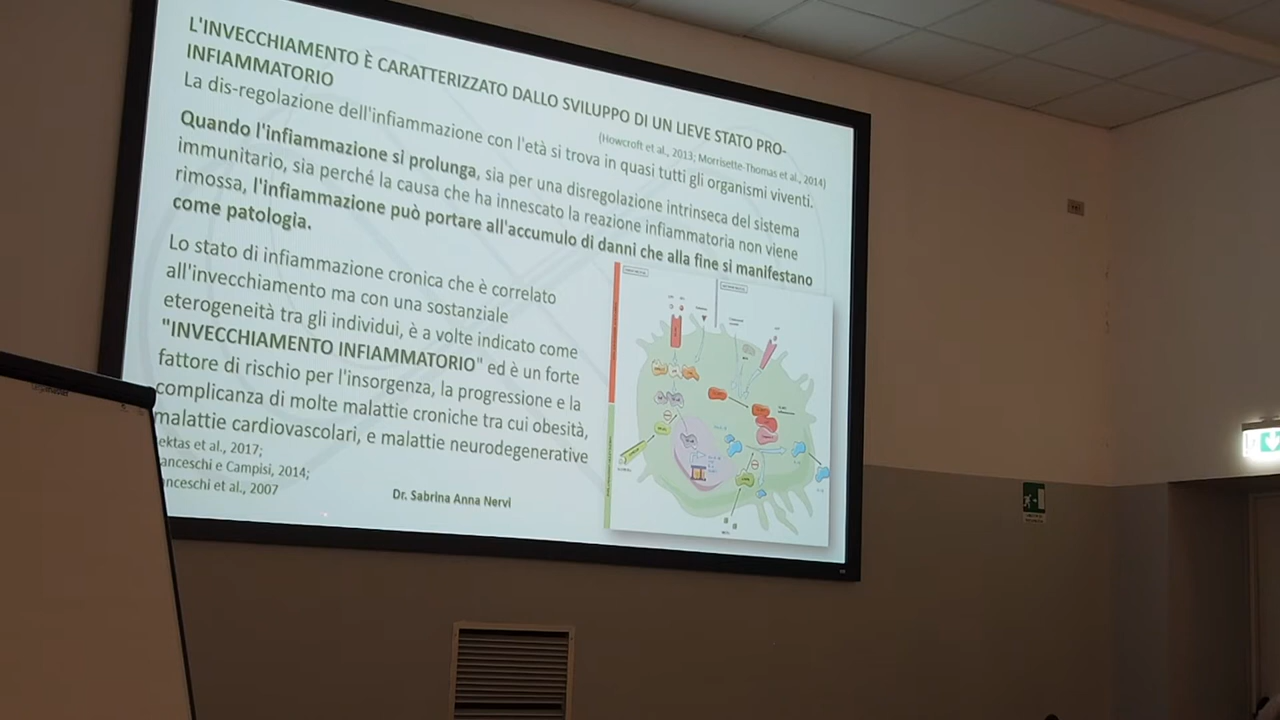 L'INVECCHIAMENTO È CARATTERIZZATO DALLO SVILUPPO DI UN LIEVE STATO PRO-
INFIAMMATORIO
(Howcroft et al., 2013; Morrisette-Thomas et al., 2014)
La dis-regolazione dell'infiammazione con l'età si trova in quasi tutti gli organismi viventi.
Quando l'infiammazione si prolunga, sia per una disregolazione intrinseca del sistema
immunitario, sia perché la causa che ha innescato la reazione infiammatoria non viene
rimossa, l'infiammazione può portare all'accumulo di danni che alla fine si manifestano
come patologia.
Lo stato di infiammazione cronica che è correlato
all'invecchiamento ma con una sostanziale
eterogeneità tra gli individui, è a volte indicato come
"INVECCHIAMENTO INFIAMMATORIO" ed è un forte
fattore di rischio per l'insorgenza, la progressione e la
complicanza di molte malattie croniche tra cui obesità,
malattie cardiovascolari, e malattie neurodegenerative
ektas et al., 2017;
anceschi e Campisi, 2014;
nceschi et al., 2007
Dr. Sabrina Anna Nervi